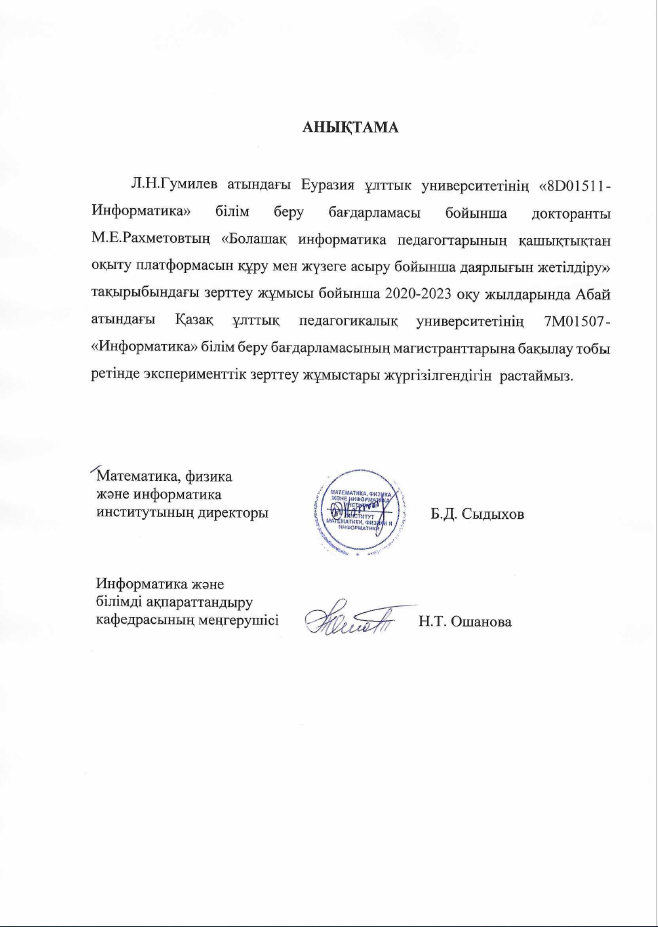 АНЫҚТАМА
Л.Н.Гумилев атындағы Еуразия ұлттык университетінің «8D01511-
Информатика» білім беру бағдарламасы бойынша докторанты
М.Е.Рахметовтың «Болашақ информатика педагогтарының қашықтықтан
оқыту платформасын құру мен жүзеге асыру бойынша даярлығын жетілдіру»
тақырыбындағы зерттеу жұмысы бойынша 2020-2023 оқу жылдарында Абай
атындағы Қазақ ұлттық педагогикалық университетінің 7М01507-
«Информатика» білім беру бағдарламасының магистранттарына бақылау тобы
ретінде эксперименттік зерттеу жұмыстары жүргізілгендігін растаймыз.
Математика, физика
және информатика
институтының директоры
МАТЕМАТИКА, ФИЗИКА
ЖӘНЕ ИНФОРМАТИКА
ИНСТИТУТ
МАТЕМАТИКИ, ФИЗИКИ И
ИНФОРМАТИКИ
Б.Д. Сыдыхов
Информатика және
білімді ақпараттандыру
кафедрасының меңгерушісі
Н.Т. Ошанова